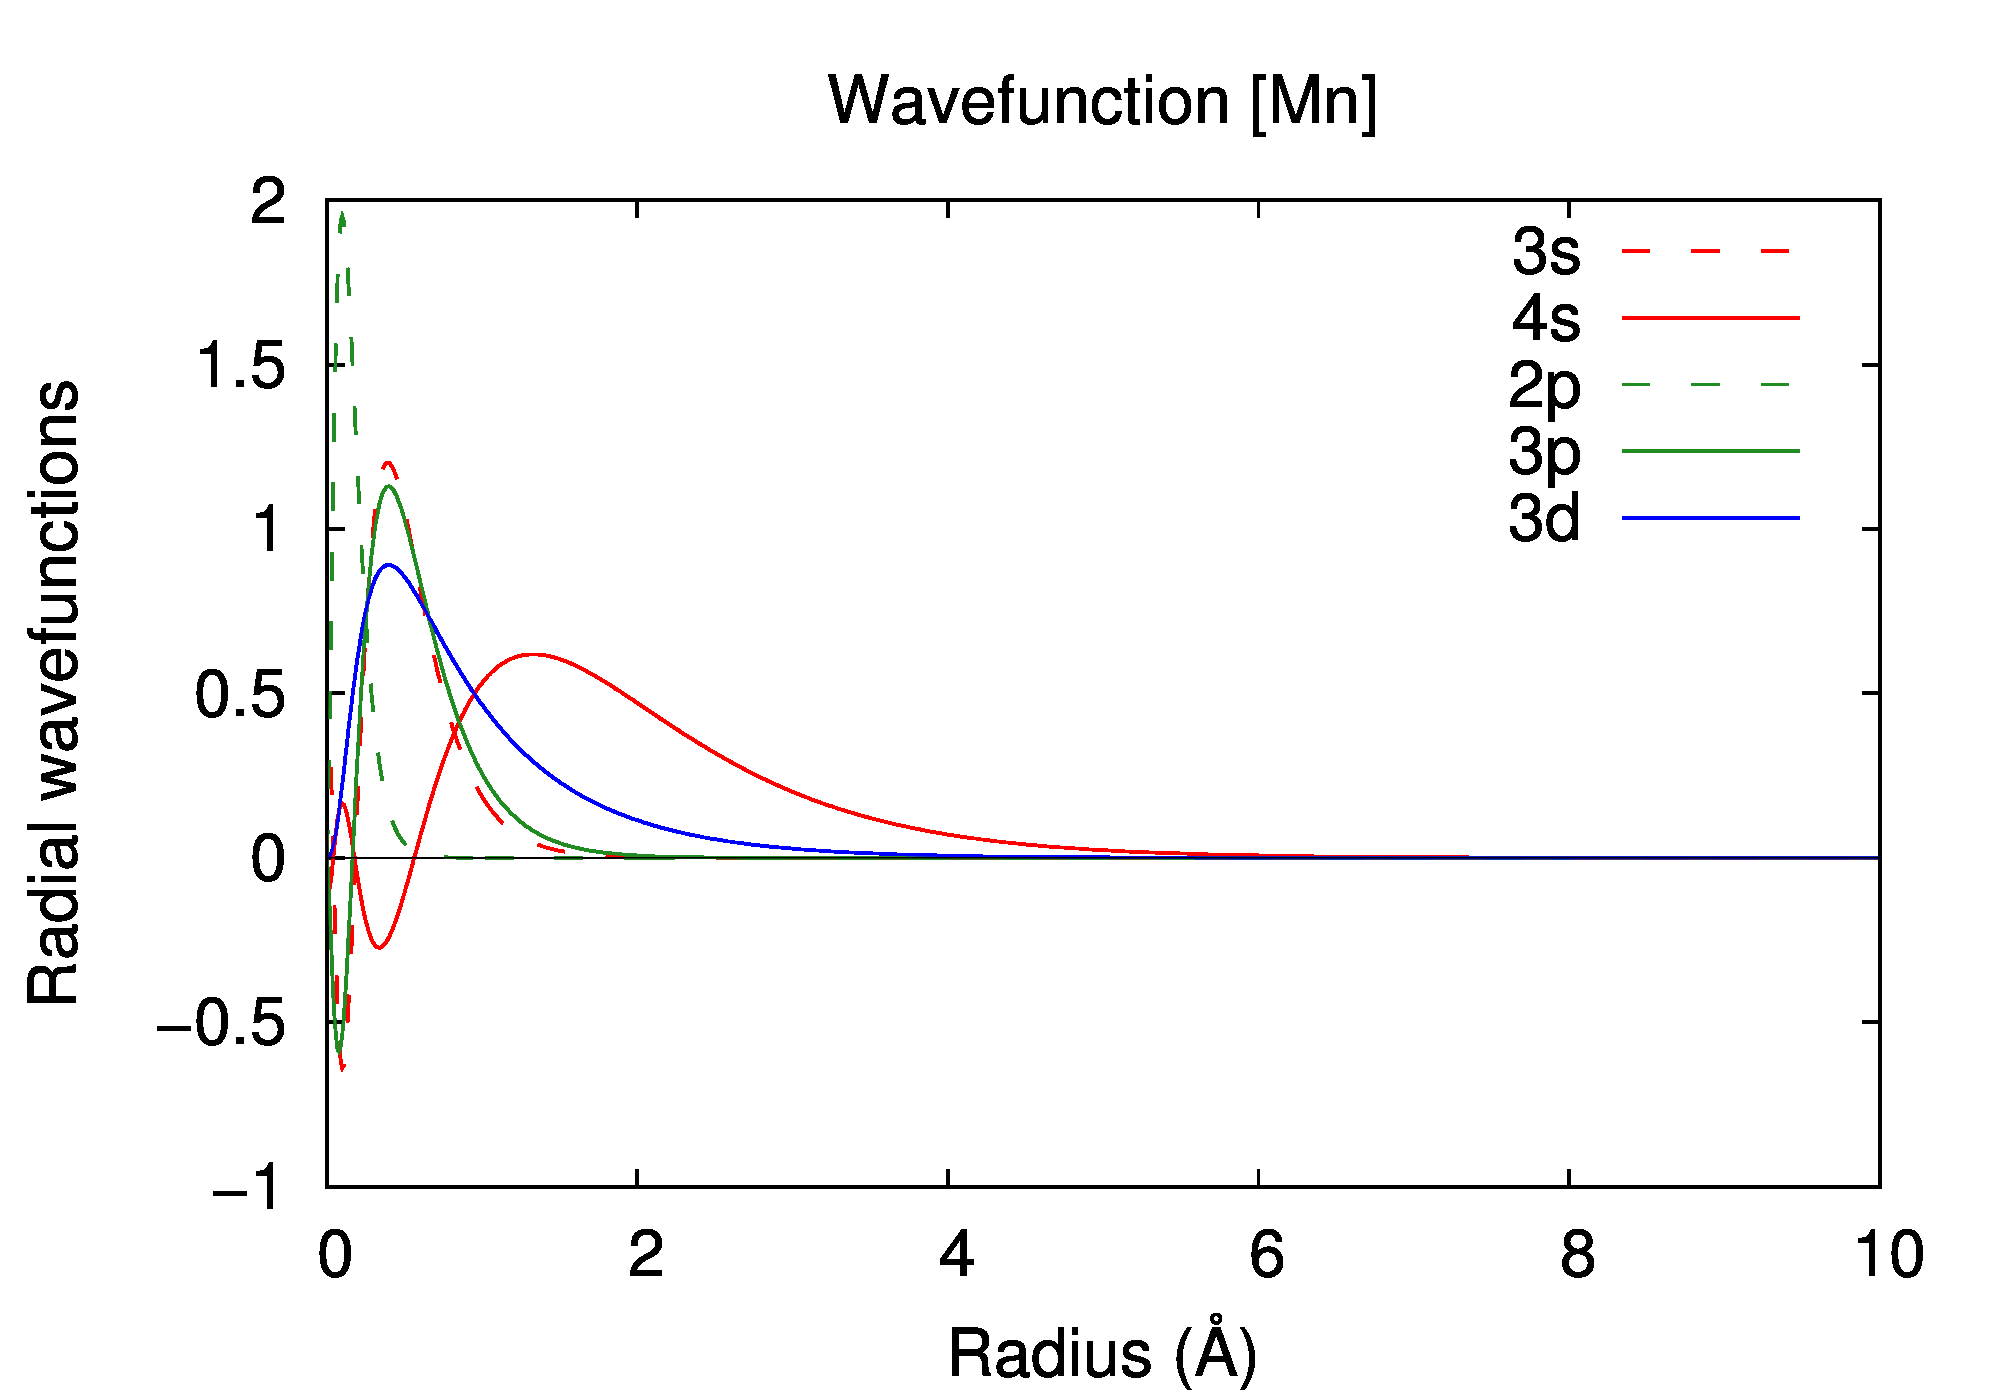 Wavefunction [Mn]
2
1.5
1
0.5
0
−0.5
−1
Radial wavefunctions
3s
4s
2p
3p
3d
0 2 4 6 8 10
Radius (Å)